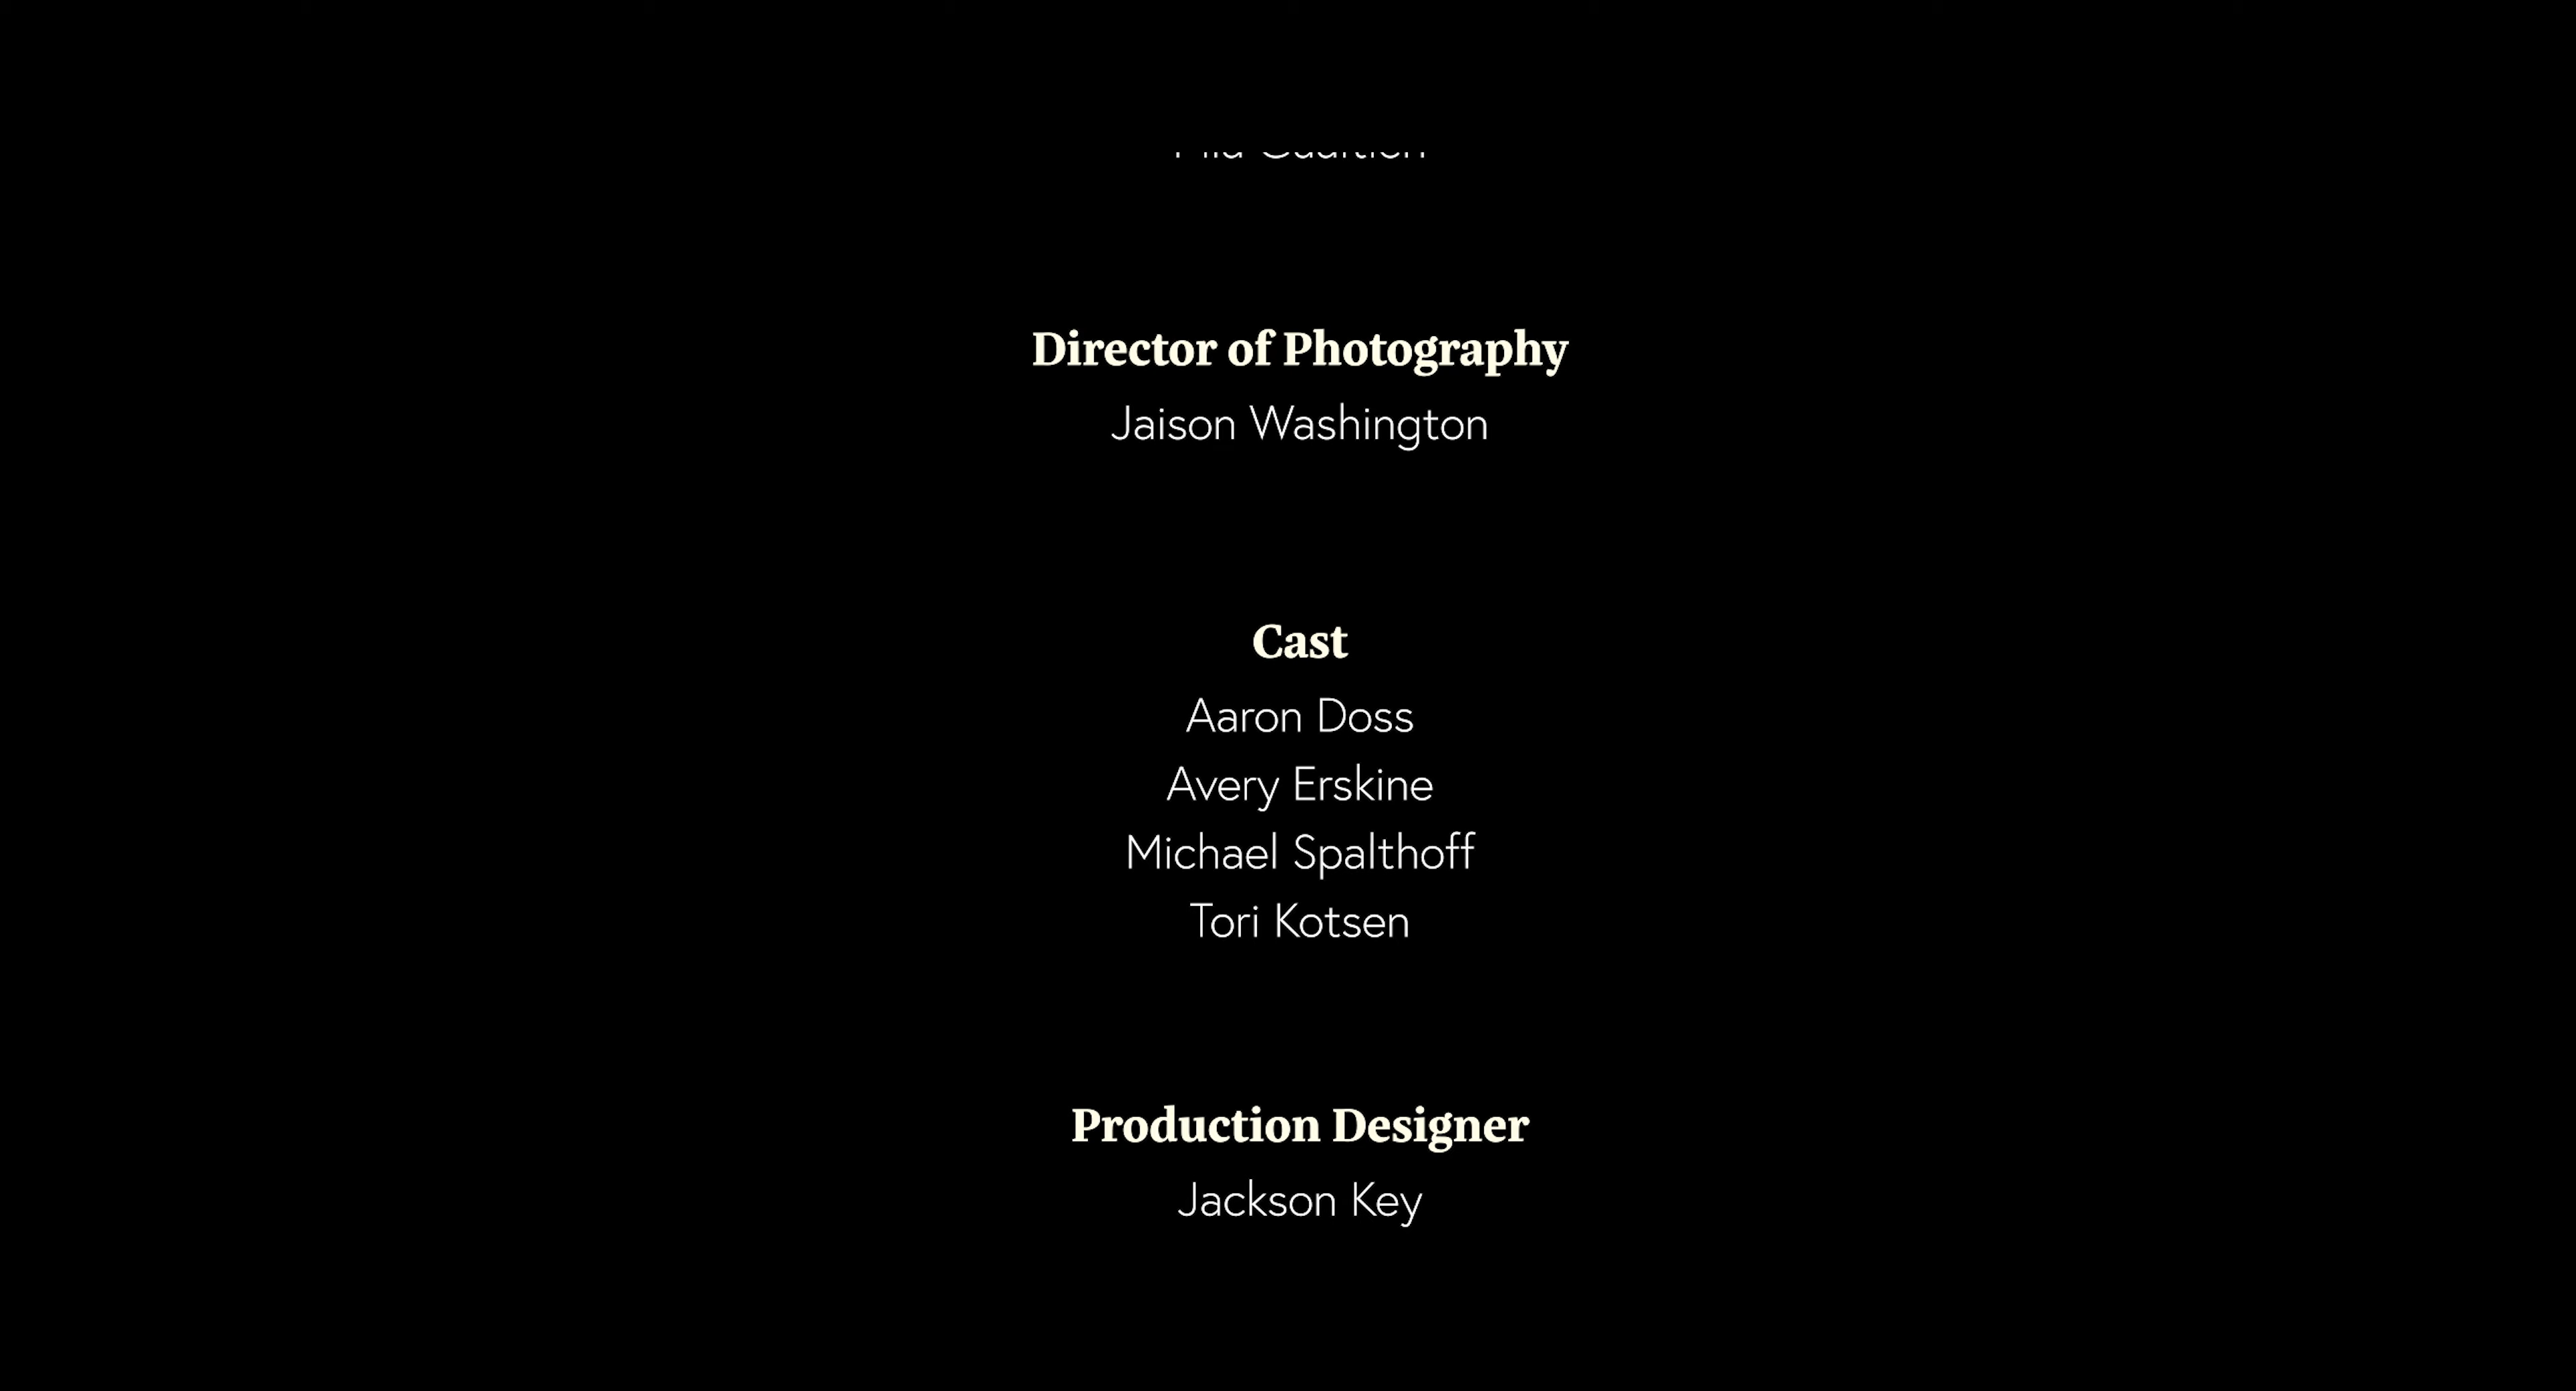 Director of Photography
Jaison Washington
Cast
Aaron Doss
Avery Erskine
Michael Spalthoff
Tori Kotsen
Production Designer
Jackson Key